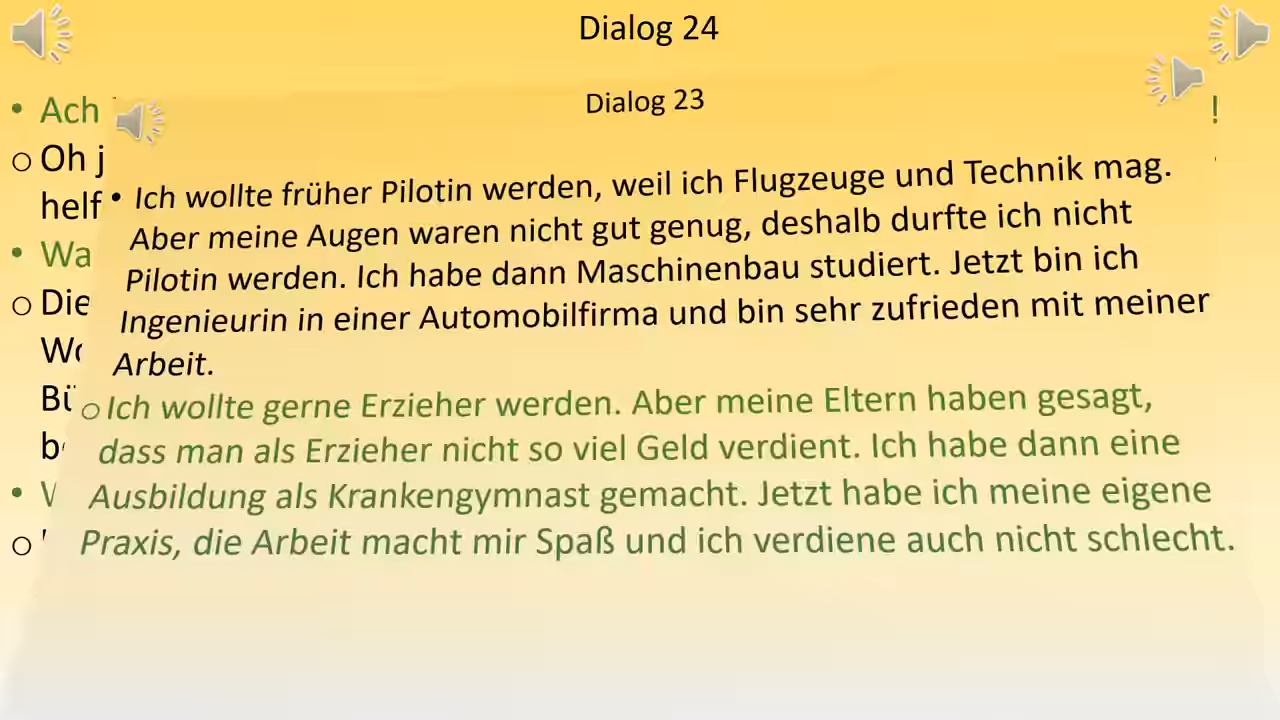 Dialog 24
Dialog 23
• Ach
!
○ Oh j
helf
• Wa
○ Die
• Ich wollte früher Pilotin werden, weil ich Flugzeuge und Technik mag.
Aber meine Augen waren nicht gut genug, deshalb durfte ich nicht
Pilotin werden. Ich habe dann Maschinenbau studiert. Jetzt bin ich
Ingenieurin in einer Automobilfirma und bin sehr zufrieden mit meiner
Arbeit.
○ Ich wollte gerne Erzieher werden. Aber meine Eltern haben gesagt,
dass man als Erzieher nicht so viel Geld verdient. Ich habe dann eine
Ausbildung als Krankengymnast gemacht. Jetzt habe ich meine eigene
Praxis, die Arbeit macht mir Spaß und ich verdiene auch nicht schlecht.